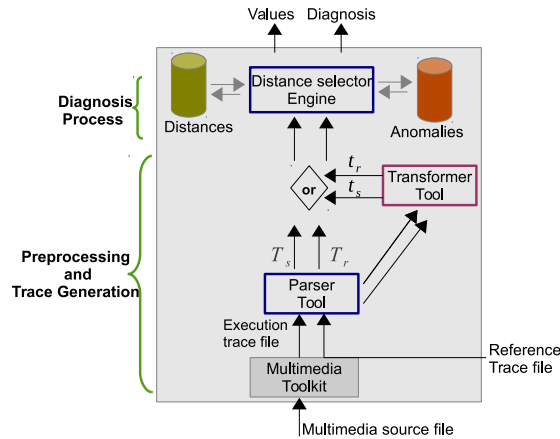 Values
Diagnosis
Distance selector
Engine
Distances
Anomalies
Diagnosis
Process
or
t_r
t_s
Transformer
Tool
Preprocessing
and
Trace Generation
T_s
T_r
Parser
Tool
Execution
trace file
Reference
Trace file
Multimedia
Toolkit
Multimedia source file